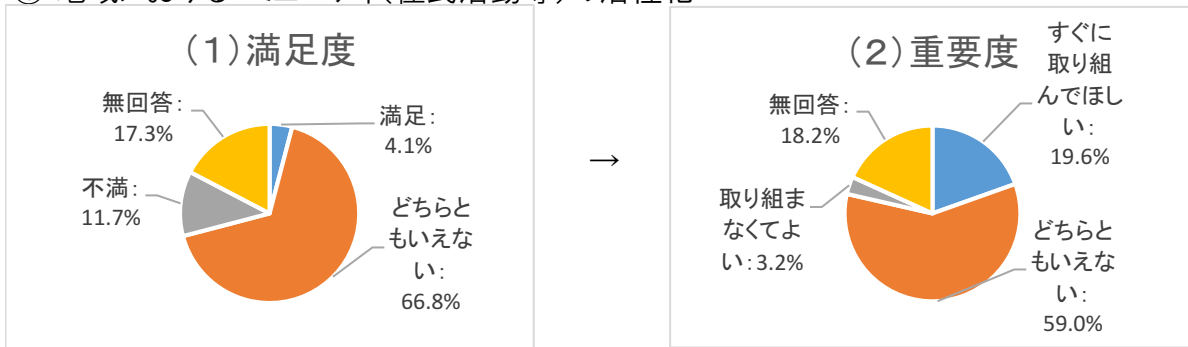 (1)満足度
無回答:
17.3%
満足:
4.1%
不満:
11.7%
どちらと
もいえな
い:
66.8%
→
(2)重要度
すぐに
取り組
んでほし
い:
19.6%
無回答:
18.2%
取り組ま
なくてよ
い:3.2%
どちらと
もいえな
い:
59.0%